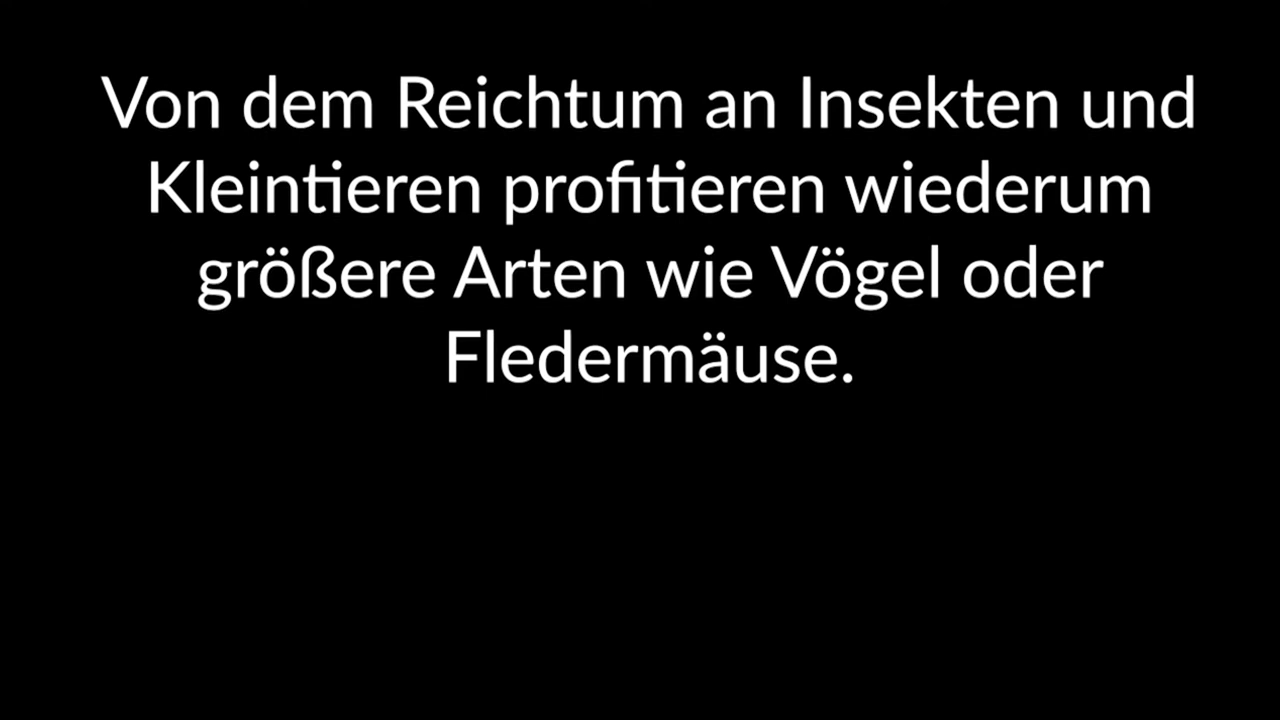 Von dem Reichtum an Insekten und
Kleintieren profitieren wiederum
größere Arten wie Vögel oder
Fledermäuse.